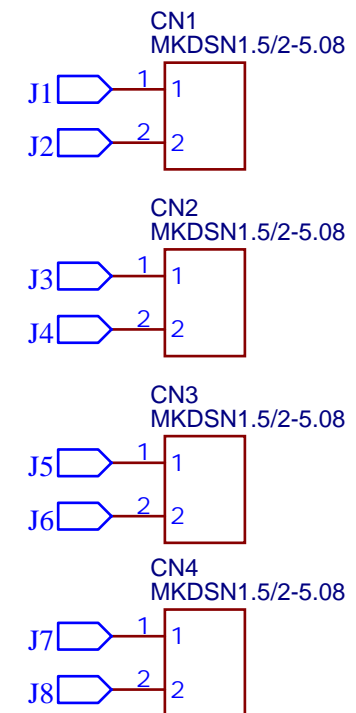 CN1
MKDSN1.5/2-5.08
J1 1 1
J2 2 2
CN2
MKDSN1.5/2-5.08
J3 1 1
J4 2 2
CN3
MKDSN1.5/2-5.08
J5 1 1
J6 2 2
CN4
MKDSN1.5/2-5.08
J7 1 1
J8 2 2